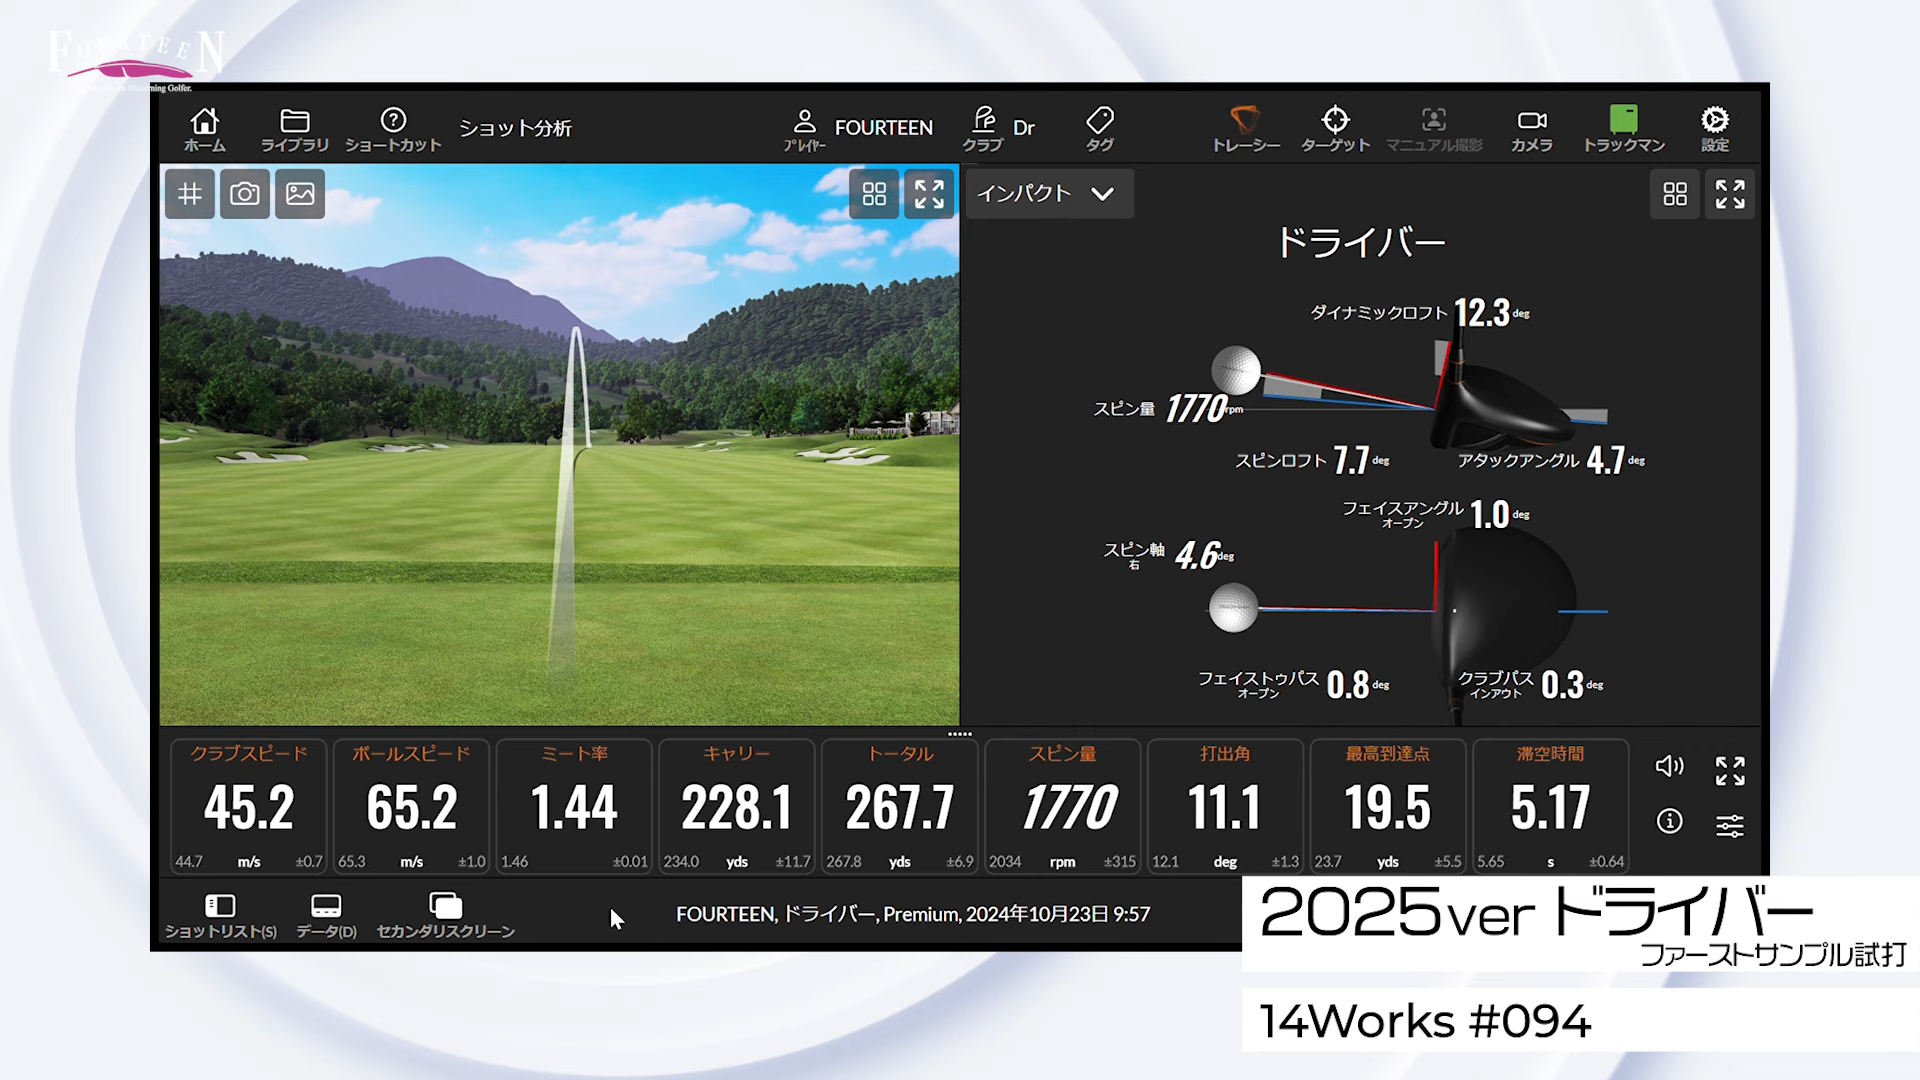 FOURTEEN
ホーム
ライブラリ
ショートカット
ショット分析
プレイヤー
FOURTEEN
クラブ
Dr
タグ
トレーシー
ターゲット
マニュアル撮影
カメラ
トラックマン
設定
インパクト
ドライバー
ダイナミックロフト 12.3 deg
スピン量 1770 rpm
スピンロフト 7.7 deg
アタックアングル 4.7 deg
フェイスアングル 1.0 deg
オープン
スピン軸 4.6 deg
右
フェイストゥパス 0.8 deg
オープン
クラブパス 0.3 deg
インアウト
クラブスピード
45.2
44.7 m/s ±0.7
ボールスピード
65.2
65.3 m/s ±1.0
ミート率
1.44
1.46 ±0.01
キャリー
228.1
234.0 yds ±11.7
トータル
267.7
267.8 yds ±6.9
スピン量
1770
2034 rpm ±315
打出角
11.1
12.1 deg ±1.3
最高到達点
19.5
23.7 yds ±5.5
滞空時間
5.17
5.65 s ±0.64
ショットリスト(S)
データ(D)
セカンダリスクリーン
FOURTEEN, ドライバー, Premium, 2024年10月23日 9:57
2025ver ドライバー
ファーストサンプル試打
14Works #094